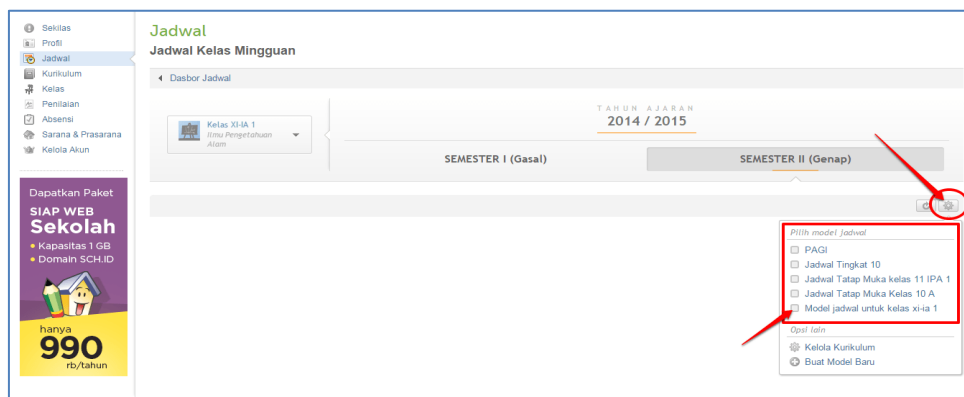 Sekilas
Profil
Jadwal
Kurikulum
Kelas
Penilaian
Absensi
Sarana & Prasarana
Kelola Akun
Dapatkan Paket
SIAP WEB
Sekolah
• Kapasitas 1 GB
• Domain SCH.ID
hanya
990
rb/tahun
Jadwal
Jadwal Kelas Mingguan
Dasbor Jadwal
Kelas XI-IA 1
Ilmu Pengetahuan
Alam
TAHUN AJARAN
2014 / 2015
SEMESTER I (Gasal)
SEMESTER II (Genap)
Pilih model jadwal
PAGI
Jadwal Tingkat 10
Jadwal Tatap Muka kelas 11 IPA 1
Jadwal Tatap Muka Kelas 10 A
Model jadwal untuk kelas xi-ia 1
Opsi lain
Kelola Kurikulum
Buat Model Baru